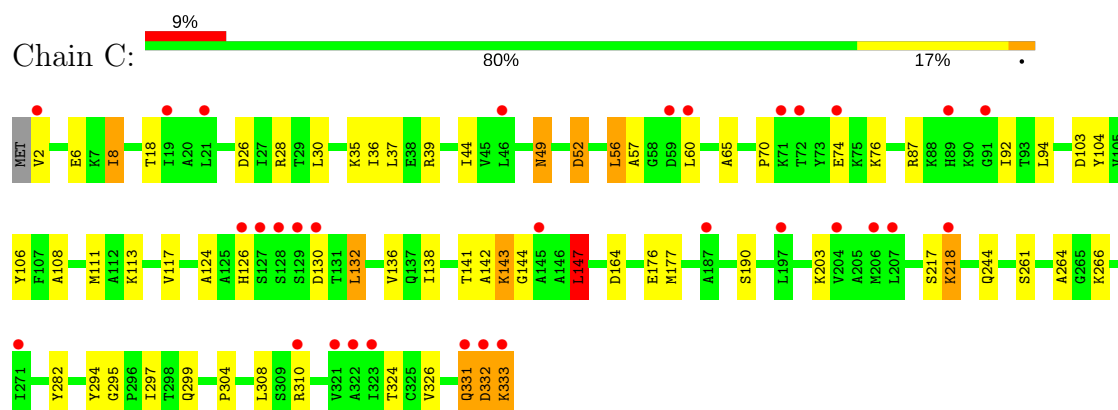 9%
Chain C:
80% 17% •
MET V2 E6 K7 I8 T18 I19 A20 L21 D26 I27 R28 T29 L30 K35 I36 L37 E38 R39 I44 V45 L46 N49 D52 L56 A57 G58 D59 L60 A65 P70 K71 T72 Y73 E74 K75 K76 R87 K88 H89 K90 G91 I92 T93 L94 D103 Y104 V105
Y106 F107 A108 M111 A112 K113 V117 A124 A125 H126 S127 S128 S129 D130 T131 L132 V136 Q137 I138 T141 A142 K143 G144 A145 A146 L147 D164 E176 M177 A187 S190 L197 K203 V204 A205 M206 L207 S217 K218 Q244 S261 A264 G265 K266
I271 Y282 Y294 G295 P296 I297 T298 Q299 P304 L308 S309 R310 V321 A322 I323 T324 C325 V326 Q331 D332 K333